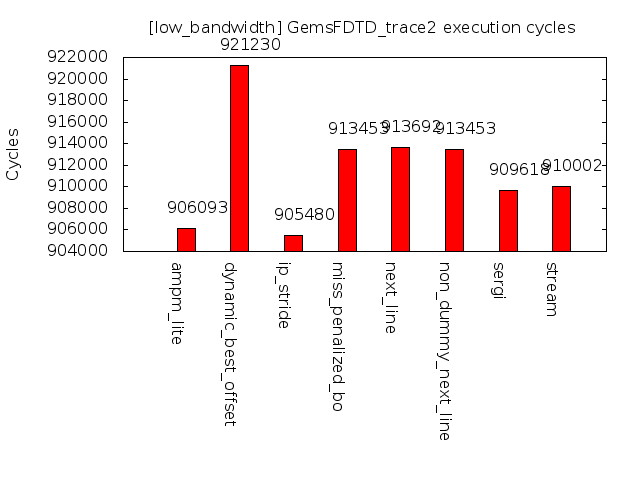 [low_bandwidth] GemsFDTD_trace2 execution cycles
Cycles
922000
920000
918000
916000
914000
912000
910000
908000
906000
904000
906093
921230
905480
913453
913692
913453
909618
910002
ampm_lite
dynamic_best_offset
ip_stride
miss_penalized_bo
next_line
non_dummy_next_line
sergi
stream